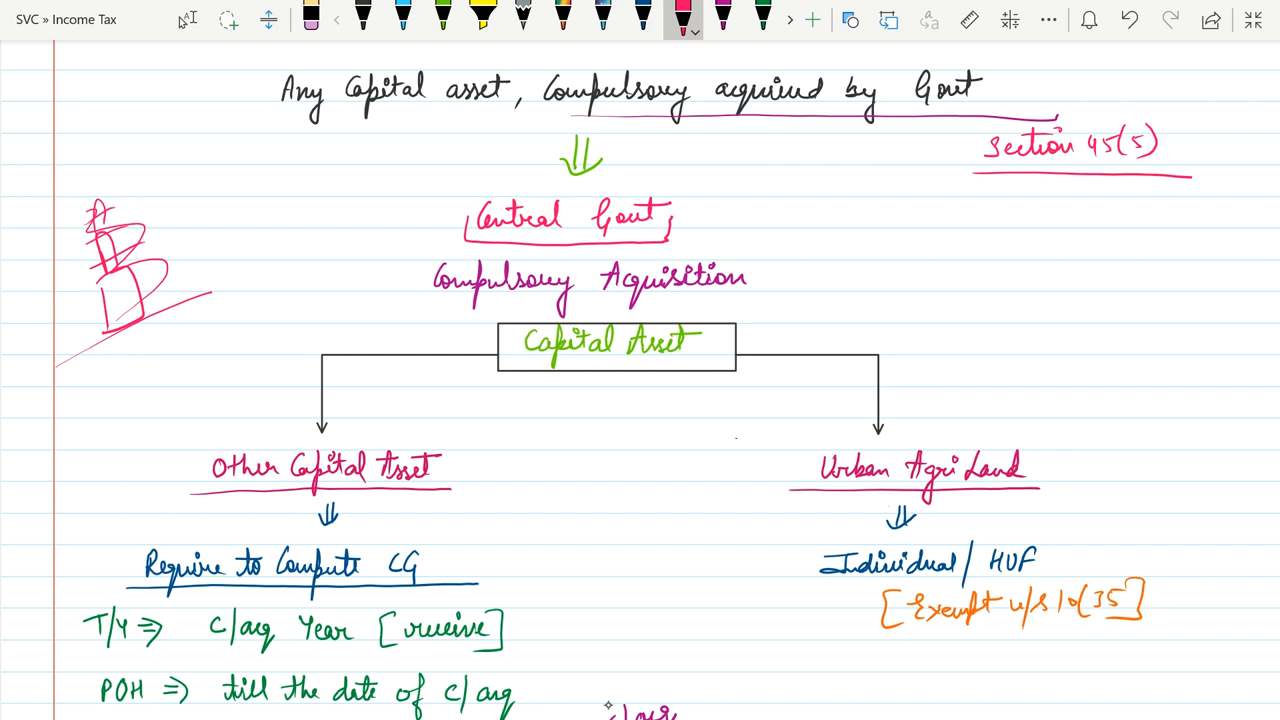 SVC » Income Tax
Any Capital asset, Compulsory acquired by Govt
Section 45(5)
Central Govt
Compulsory Acquisition
Capital Asset
Other Capital Asset
Urban Agri Land
Require to Compute CG
Individual / HUF
[Exempt u/s 10(35]
T/Y ⇒ C/acq Year [receive]
POH ⇒ till the date of C/acq